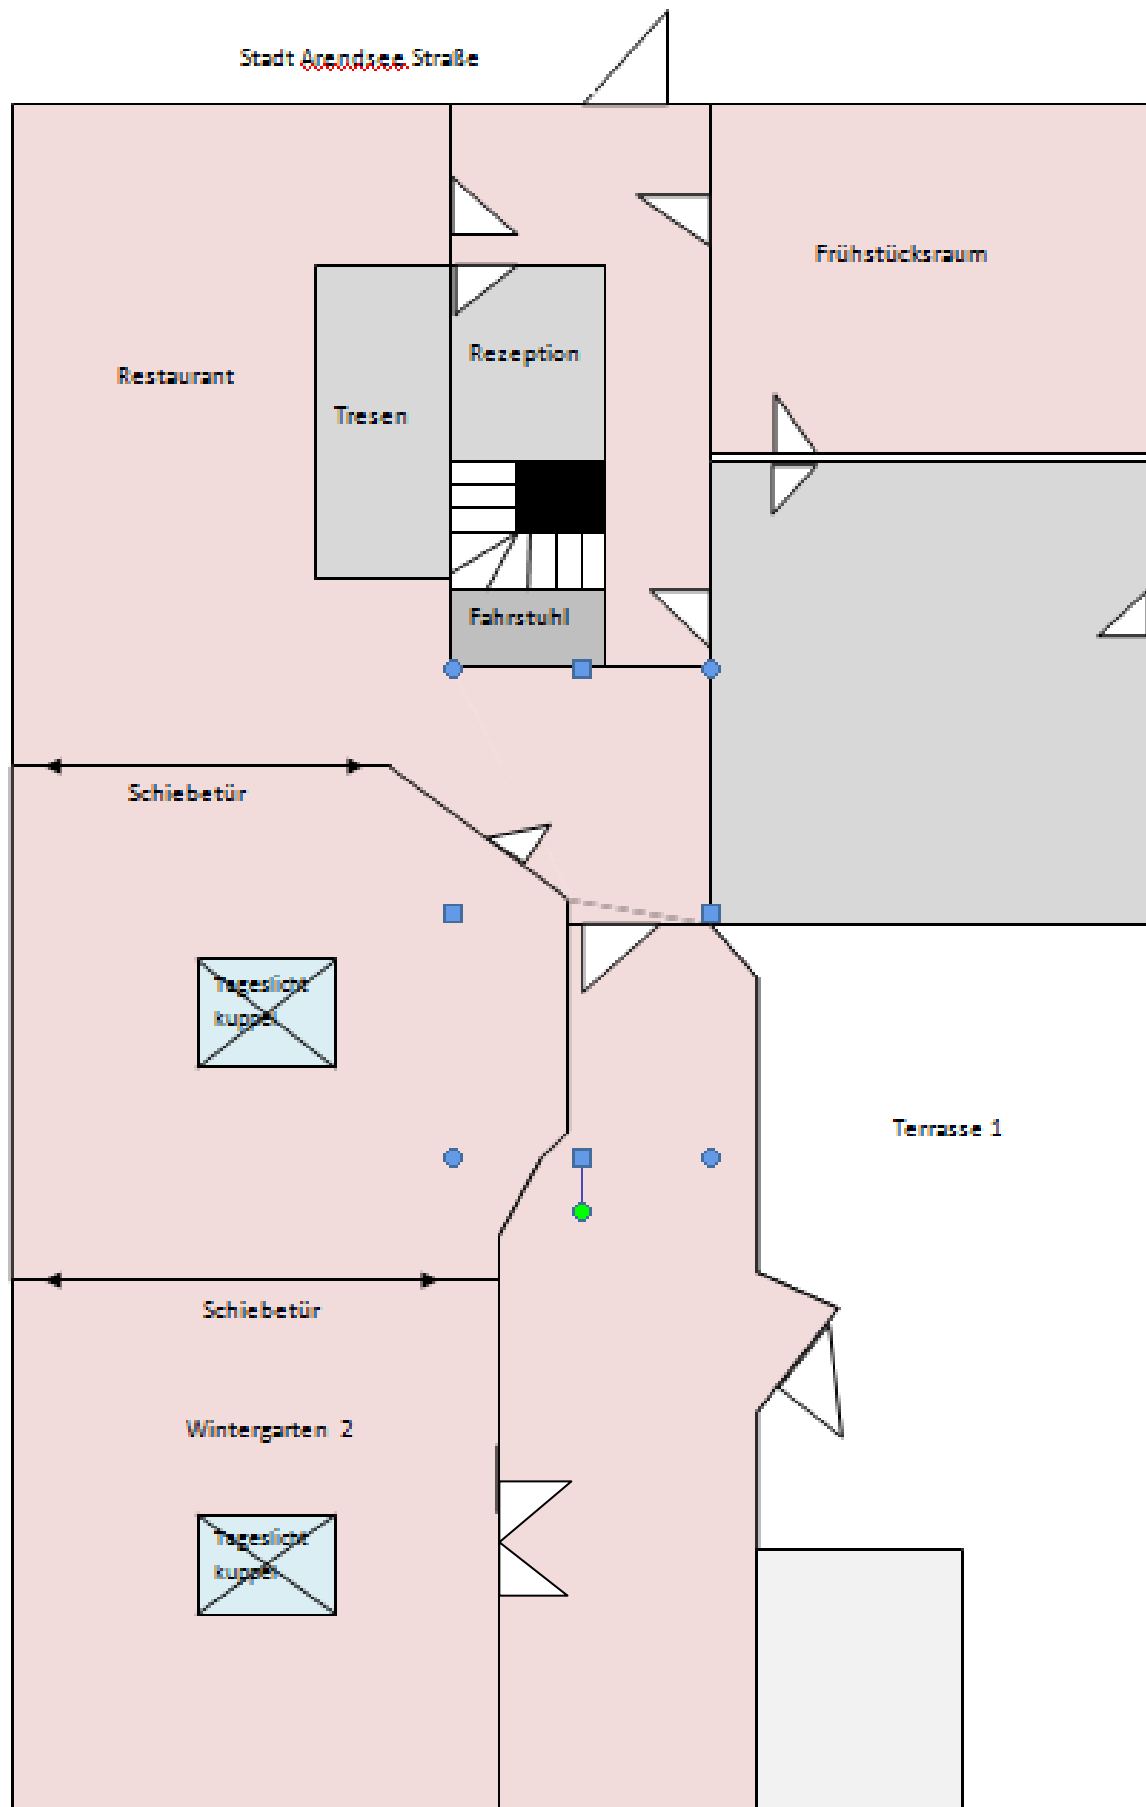 Stadt Arendsee Straße
Frühstücksraum
Rezeption
Restaurant
Tresen
Fahrstuhl
Schiebetür
Tageslicht
kuppel
Terrasse 1
Schiebetür
Wintergarten 2
Tageslicht
kuppel